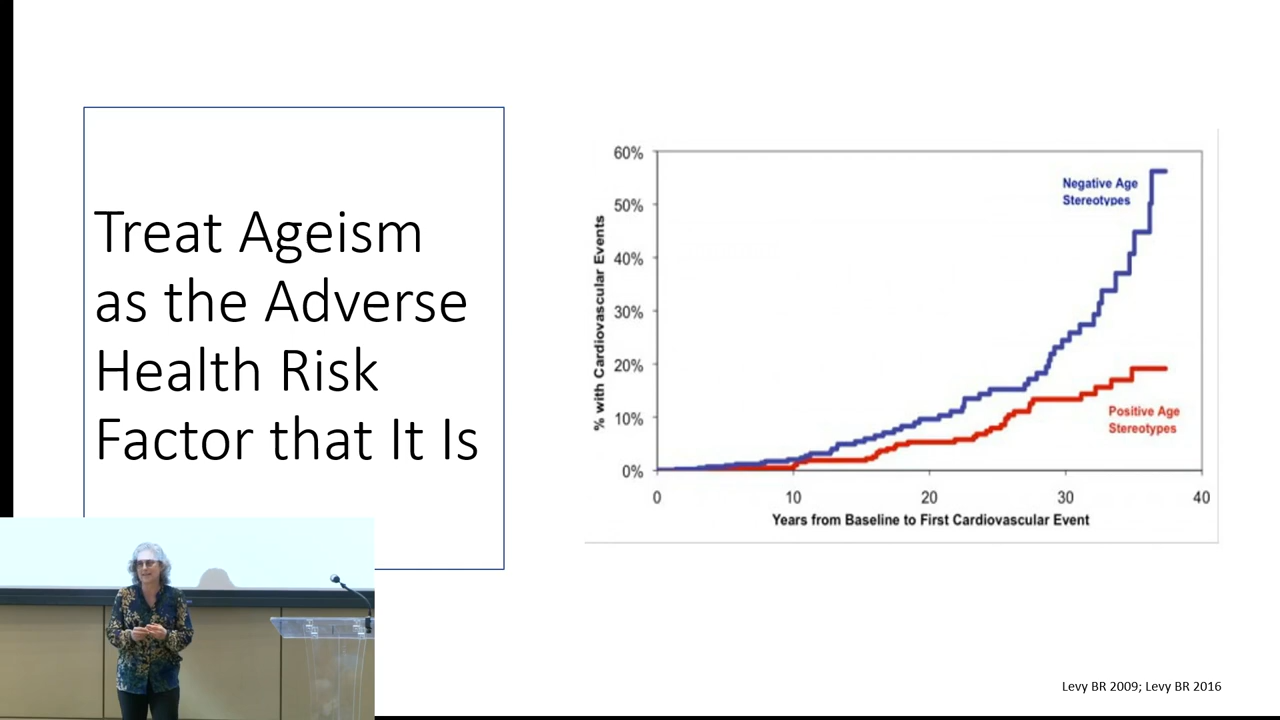 Treat Ageism
as the Adverse
Health Risk
Factor that It Is
60%
50%
40%
30%
20%
10%
0%
% with Cardiovascular Events
Negative Age
Stereotypes
Positive Age
Stereotypes
0 10 20 30 40
Years from Baseline to First Cardiovascular Event
Levy BR 2009; Levy BR 2016